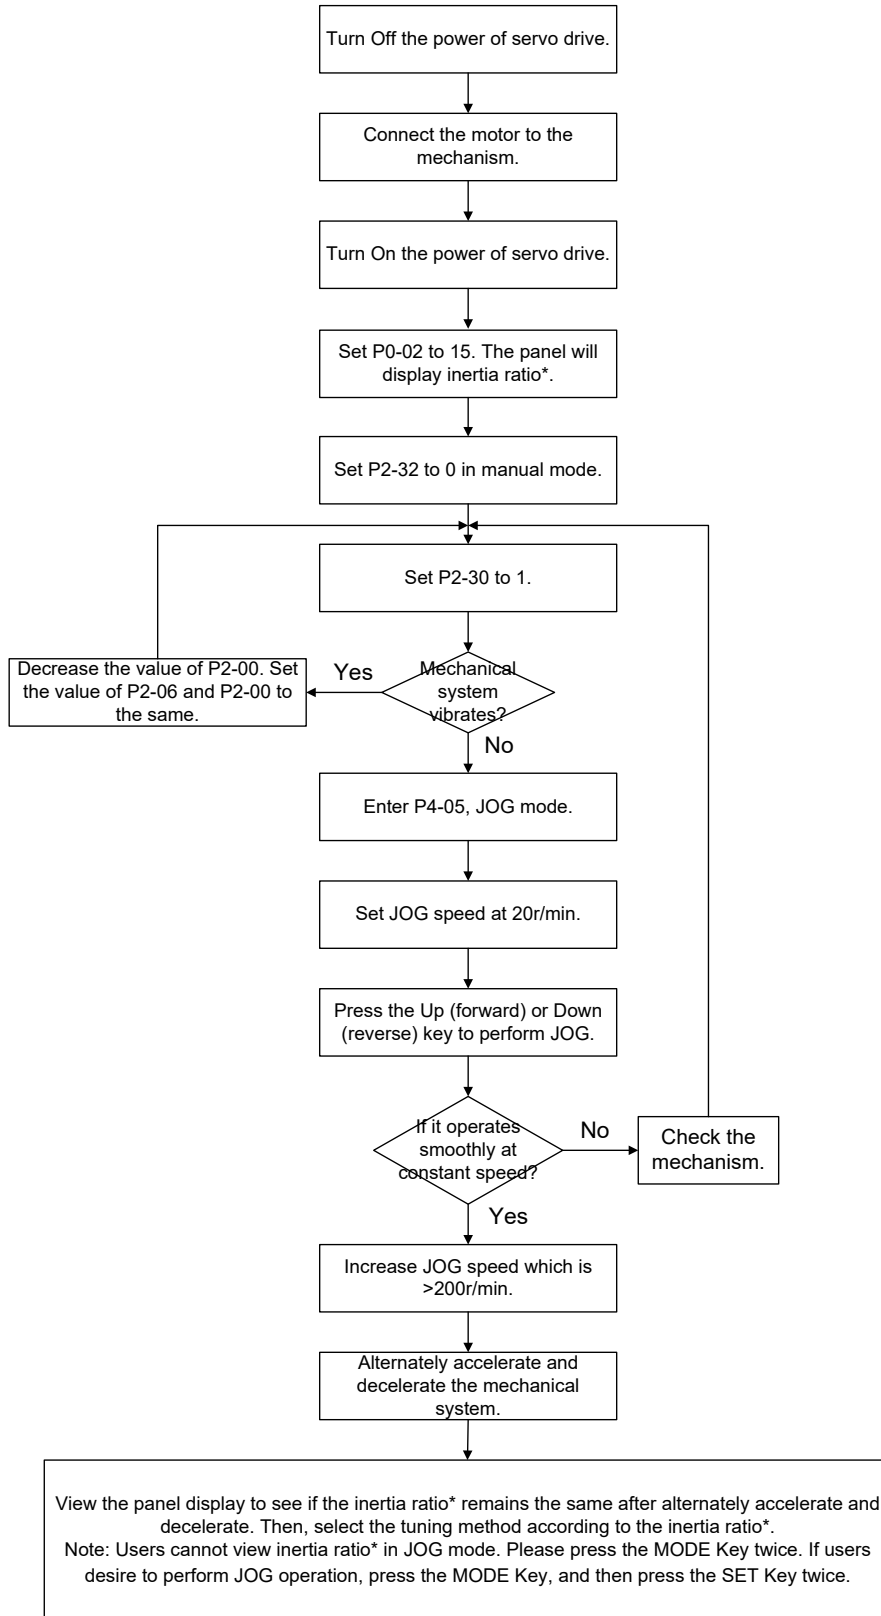 Turn Off the power of servo drive.
Connect the motor to the
mechanism.
Turn On the power of servo drive.
Set P0-02 to 15. The panel will
display inertia ratio*.
Set P2-32 to 0 in manual mode.
Set P2-30 to 1.
Mechanical
system
vibrates?
Yes
Decrease the value of P2-00. Set
the value of P2-06 and P2-00 to
the same.
No
Enter P4-05, JOG mode.
Set JOG speed at 20r/min.
Press the Up (forward) or Down
(reverse) key to perform JOG.
If it operates
smoothly at
constant speed?
No
Check the
mechanism.
Yes
Increase JOG speed which is
>200r/min.
Alternately accelerate and
decelerate the mechanical
system.
View the panel display to see if the inertia ratio* remains the same after alternately accelerate and
decelerate. Then, select the tuning method according to the inertia ratio*.
Note: Users cannot view inertia ratio* in JOG mode. Please press the MODE Key twice. If users
desire to perform JOG operation, press the MODE Key, and then press the SET Key twice.